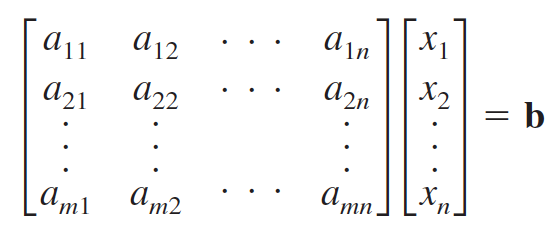 a11 a12 · · · a1n x1
a21 a22 · · · a2n x2
. . . .
. . . . = b
. . . .
am1 am2 · · · amn xn